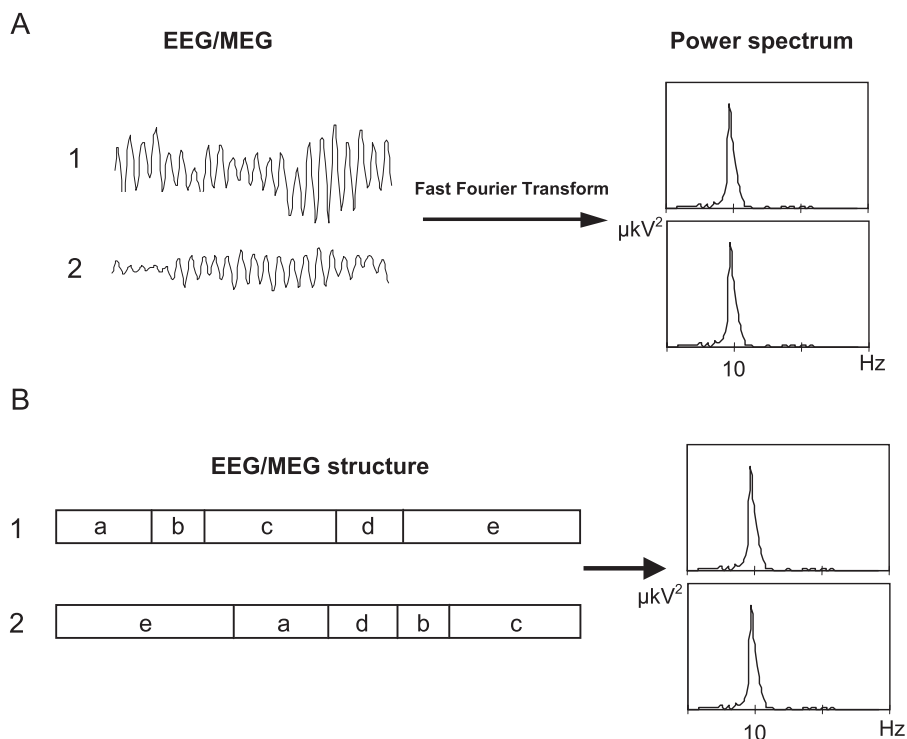 A
EEG/MEG
Power spectrum
1
Fast Fourier Transform
µkV²
2
10
Hz
B
EEG/MEG structure
1
a b c d e
µkV²
2
e a d b c
10
Hz